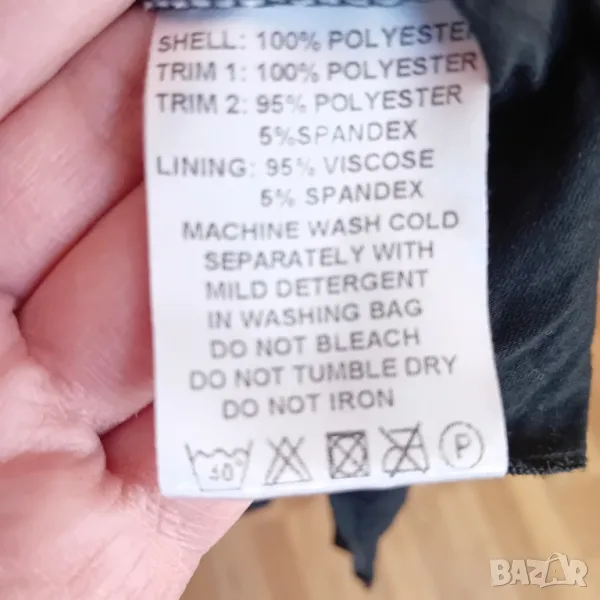 SHELL: 100% POLYESTER
TRIM 1: 100% POLYESTER
TRIM 2: 95% POLYESTER
5%SPANDEX
LINING: 95% VISCOSE
5% SPANDEX
MACHINE WASH COLD
SEPARATELY WITH
MILD DETERGENT
IN WASHING BAG
DO NOT BLEACH
DO NOT TUMBLE DRY
DO NOT IRON
40° P
BAZAR